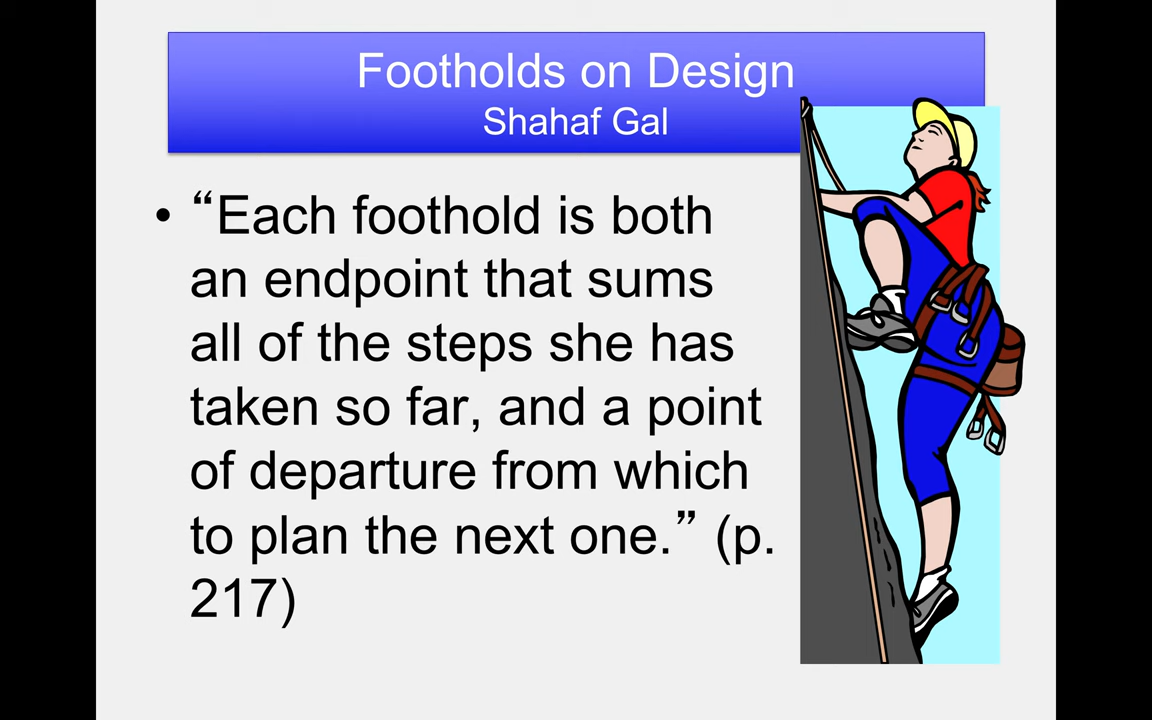 Footholds on Design
Shahaf Gal
• “Each foothold is both
an endpoint that sums
all of the steps she has
taken so far, and a point
of departure from which
to plan the next one.” (p.
217)